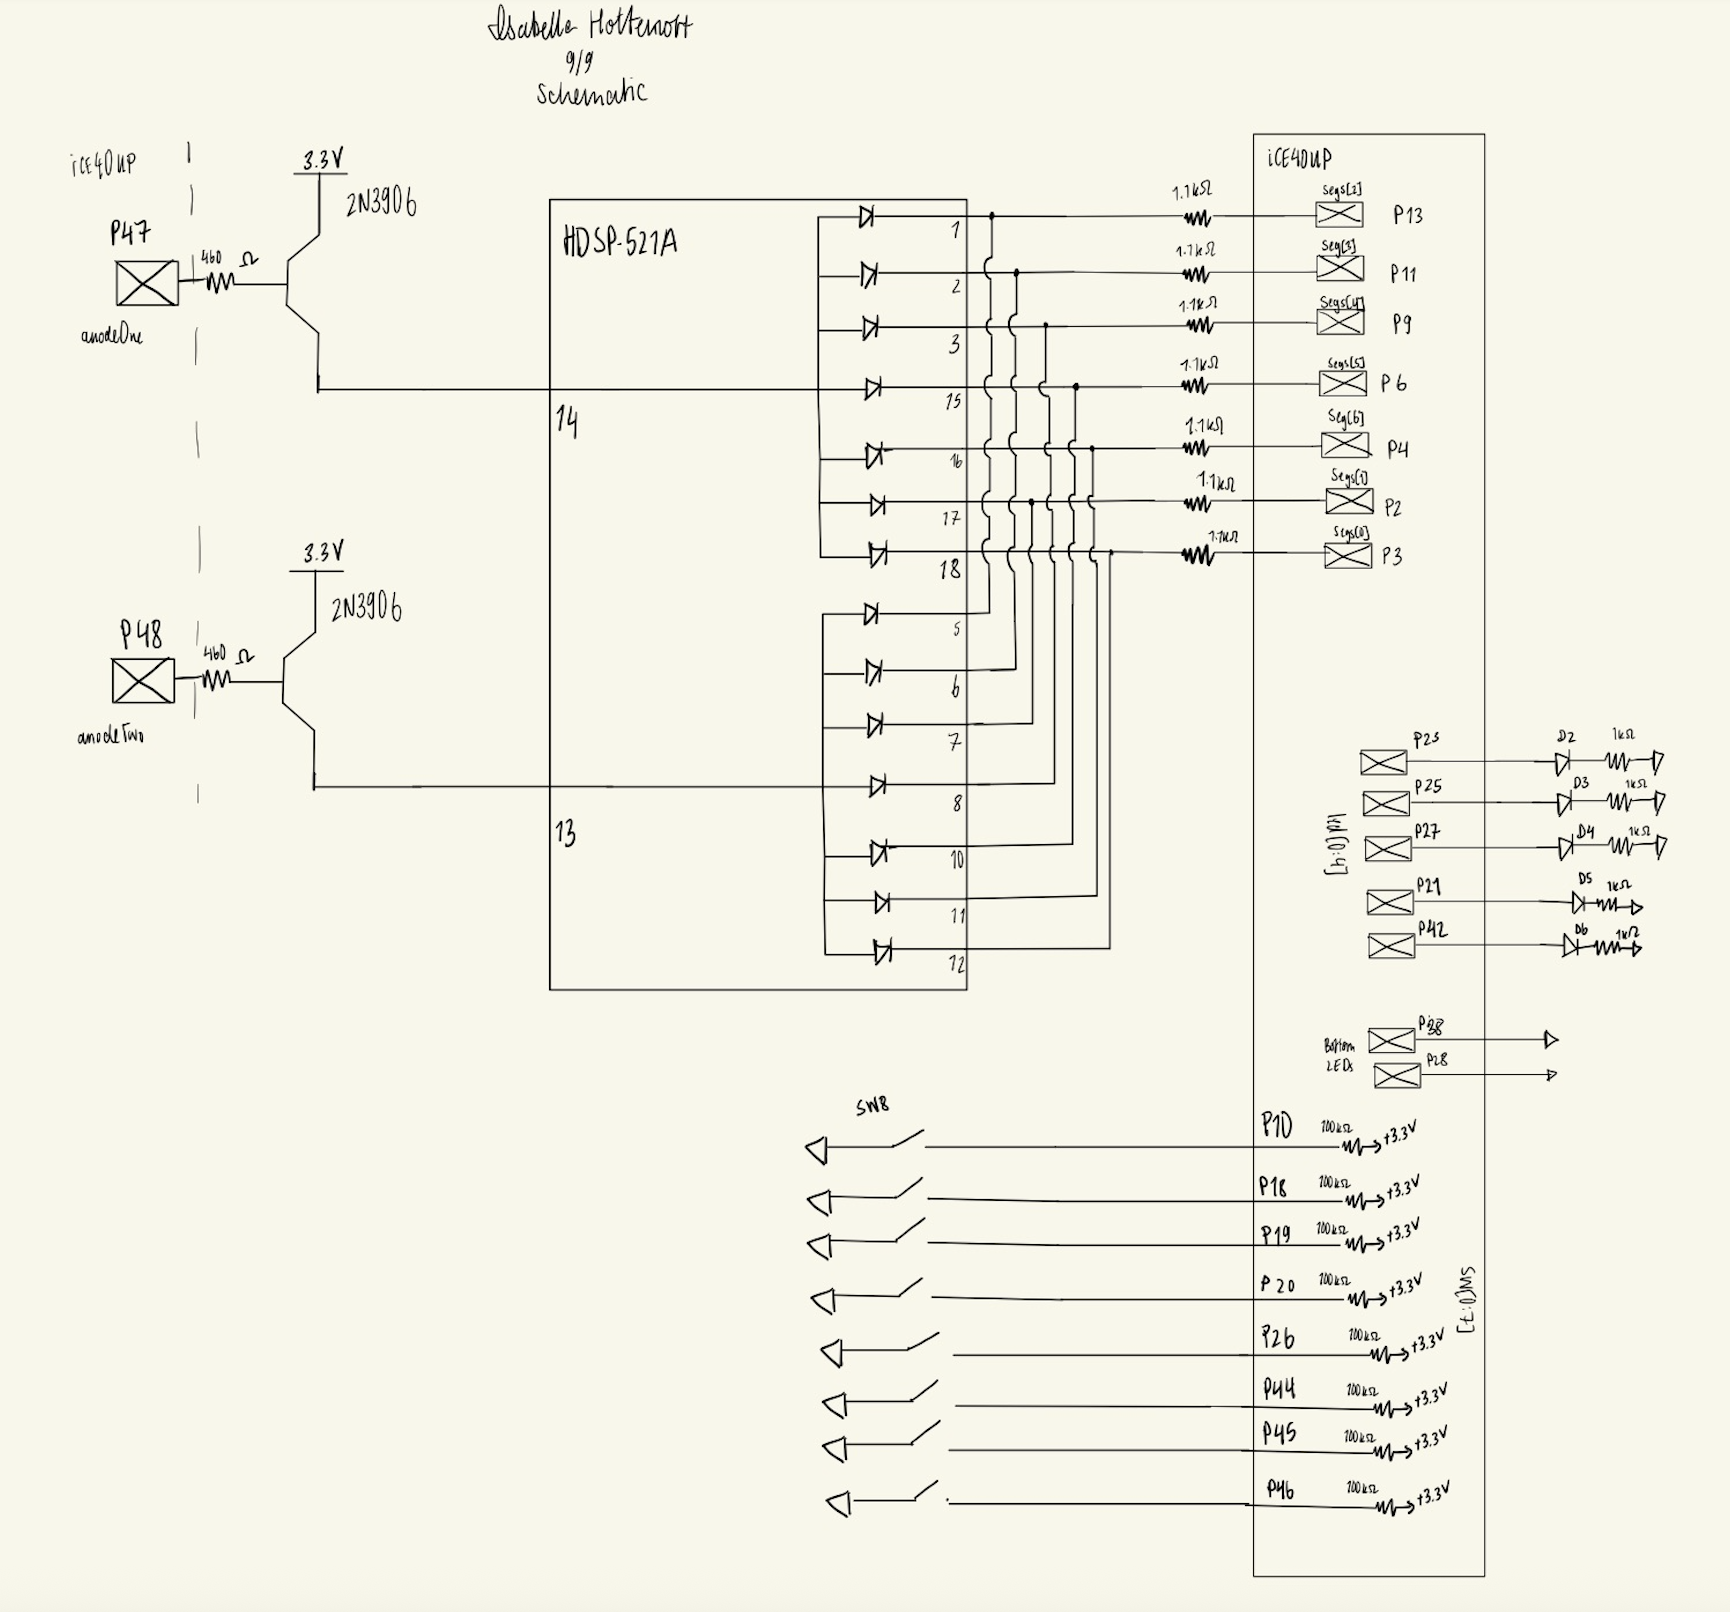 Isabella Hottenrott
9/9
Schematic
iCE40UP
P47
460 Ω
anodeOne
3.3V
2N3906
P48
460 Ω
anodeTwo
3.3V
2N3906
HDSP-521A
14
13
1
2
3
15
16
17
18
5
6
7
8
10
11
12
1.1kΩ
1.1kΩ
1.1kΩ
1.1kΩ
1.1kΩ
1.1kΩ
1.1kΩ
iCE40UP
Segs[2]
P13
Seg[3]
P11
Segs[4]
P9
Segs[5]
P6
Seg[6]
P4
Segs[1]
P2
Segs[0]
P3
led[0:4]
P23 D2 1kΩ
P25 D3 1kΩ
P27 D4 1kΩ
P21 D5 1kΩ
P42 D6 1kΩ
Bottom
LEDs
P38
P28
SW8
P10 100kΩ +3.3V
P18 100kΩ +3.3V
P19 100kΩ +3.3V
P20 100kΩ +3.3V
P26 100kΩ +3.3V
P44 100kΩ +3.3V
P45 100kΩ +3.3V
P46 100kΩ +3.3V
SW[0:7]